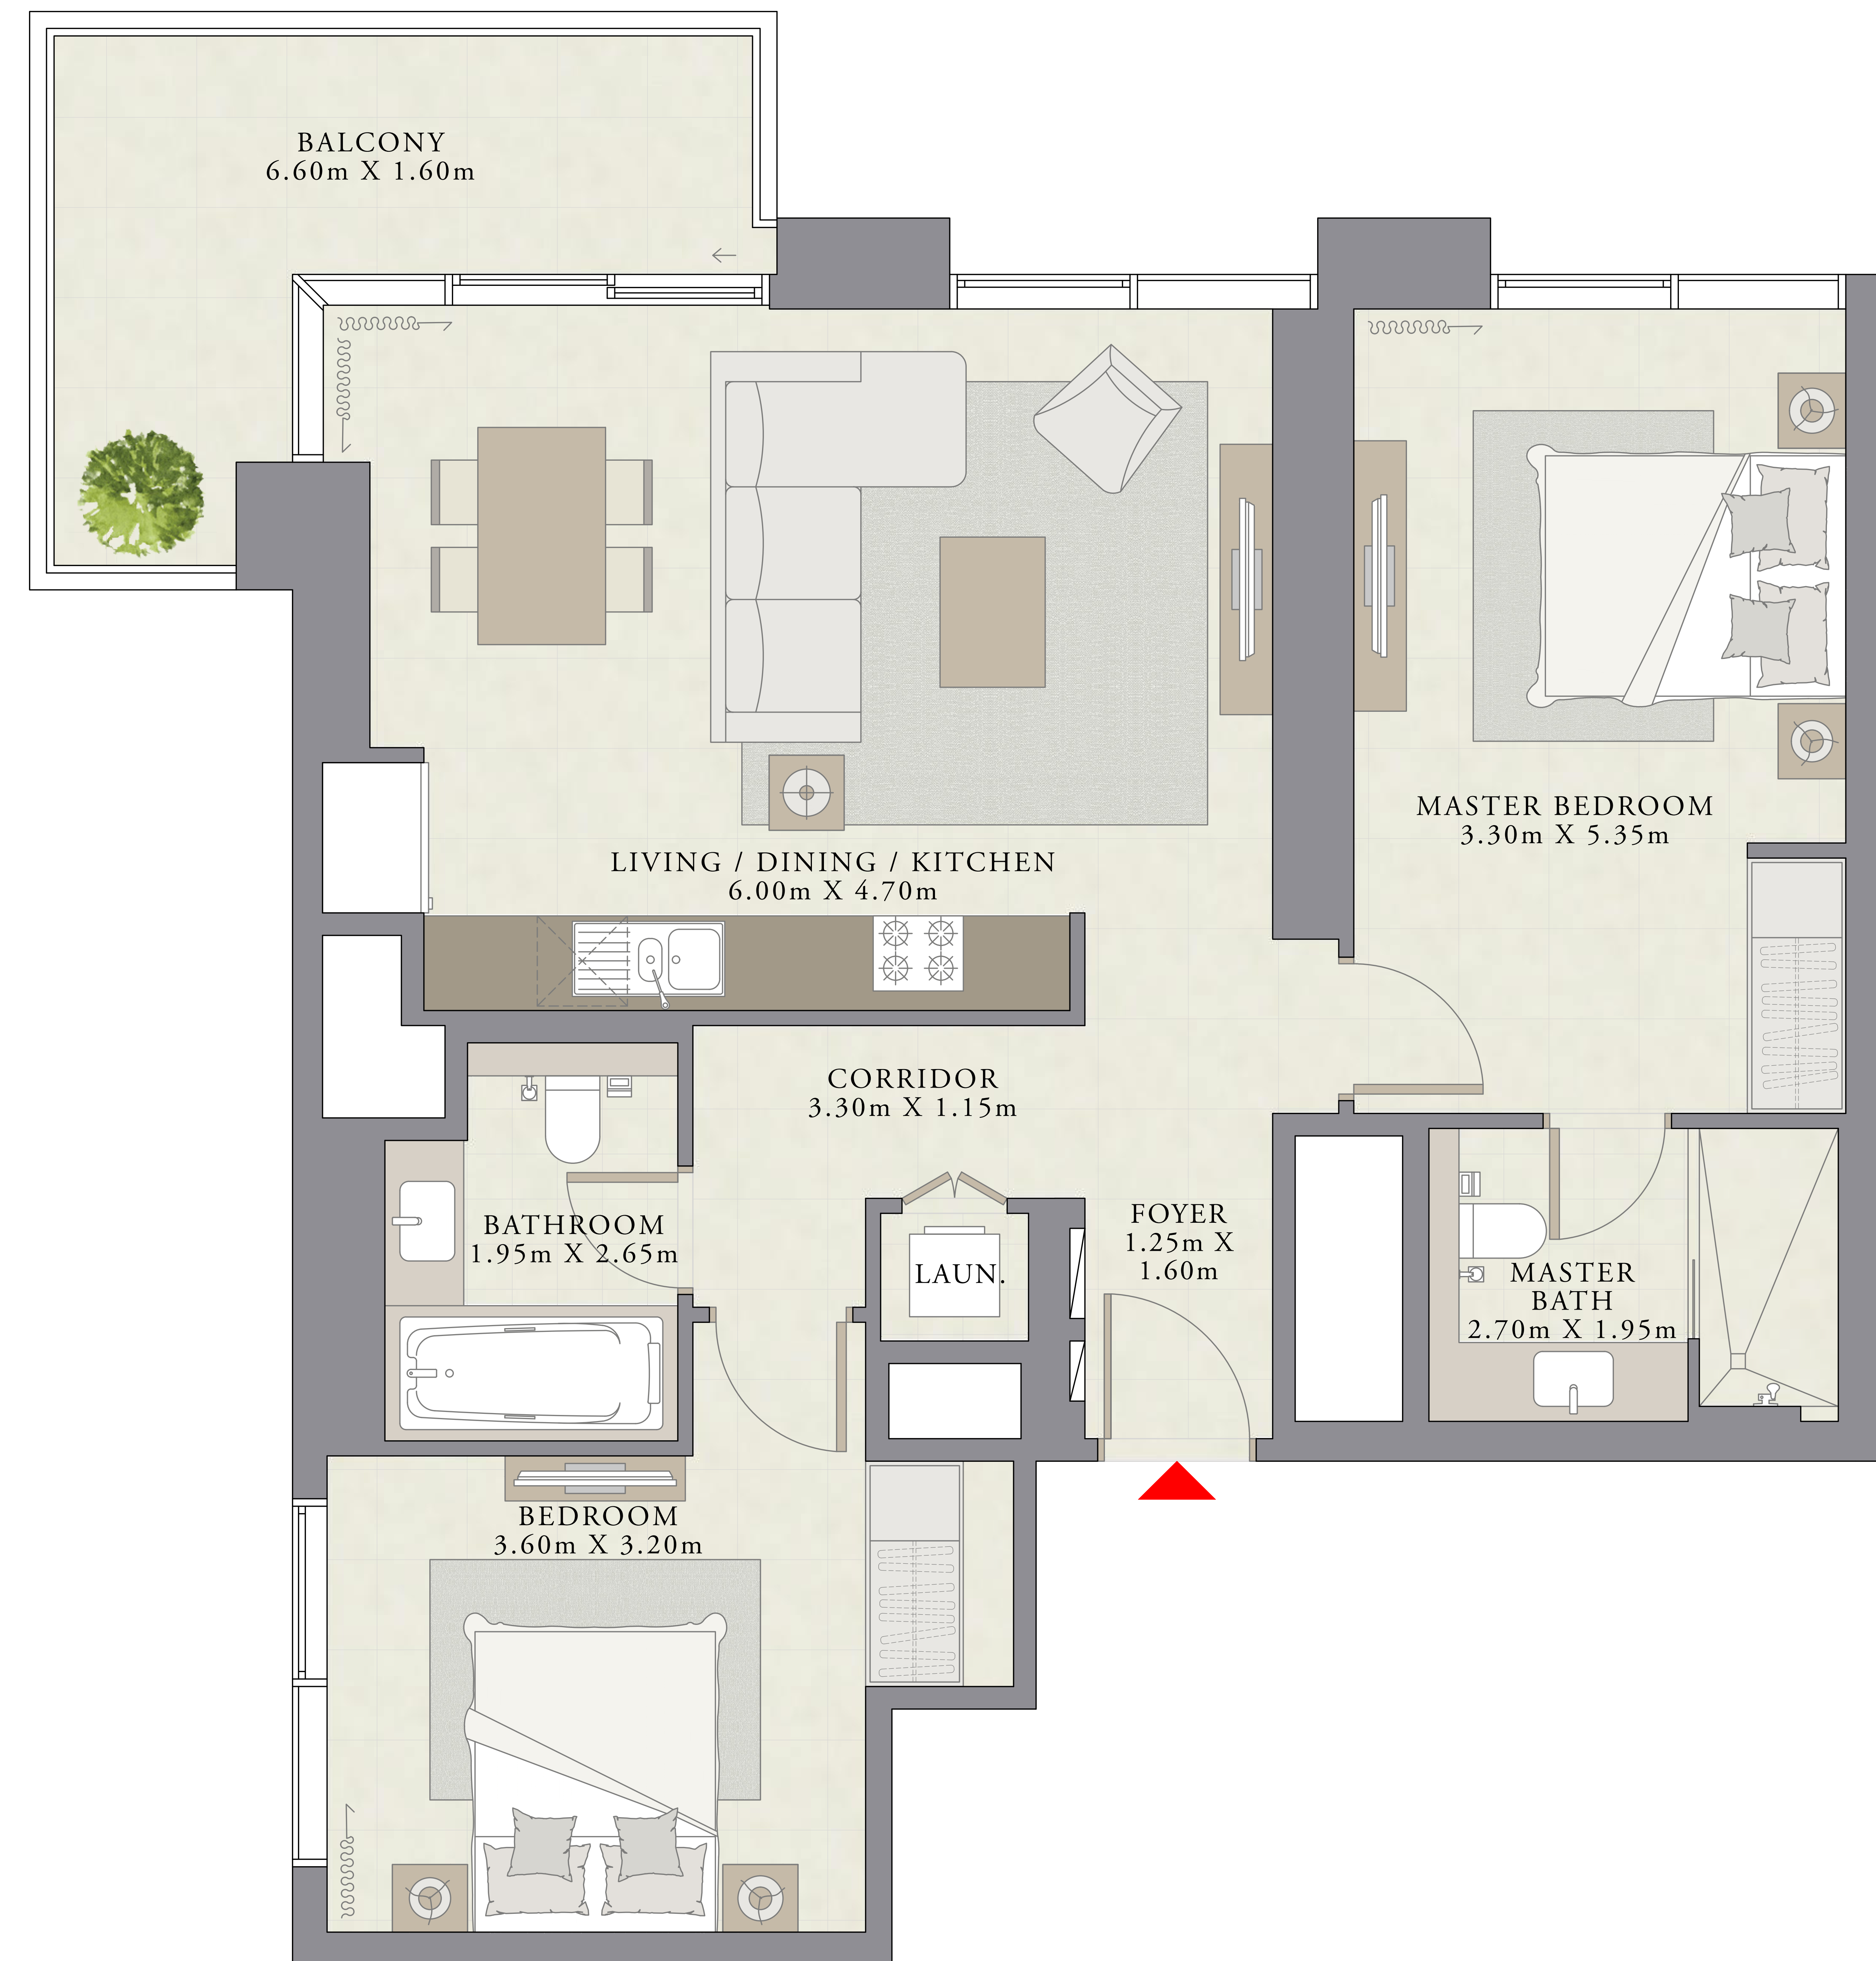 BALCONY
6.60m X 1.60m
LIVING / DINING / KITCHEN
6.00m X 4.70m
MASTER BEDROOM
3.30m X 5.35m
CORRIDOR
3.30m X 1.15m
BATHROOM
1.95m X 2.65m
LAUN.
FOYER
1.25m X
1.60m
MASTER
BATH
2.70m X 1.95m
BEDROOM
3.60m X 3.20m